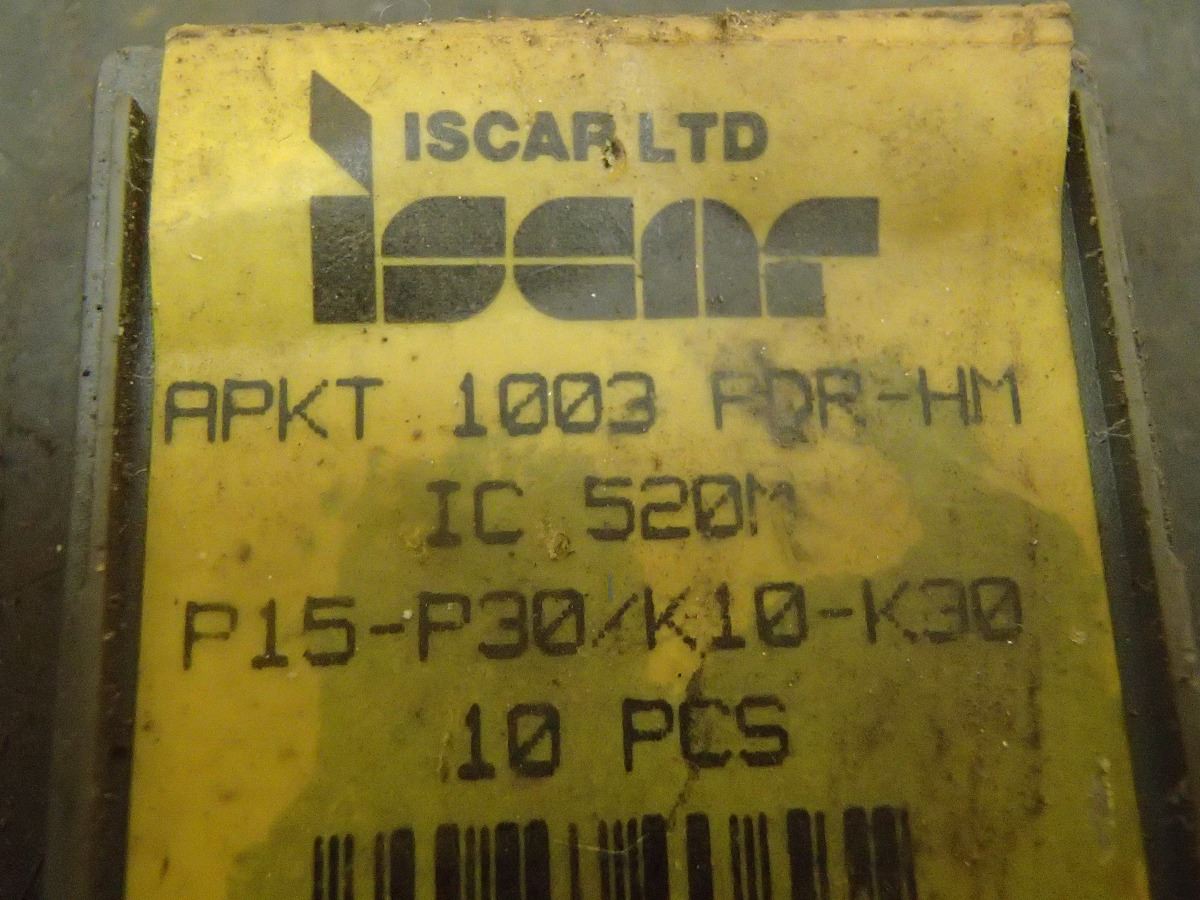 ISCAR LTD
iscar
APKT 1003 PDR-HM
IC 520M
P15-P30/K10-K30
10 PCS